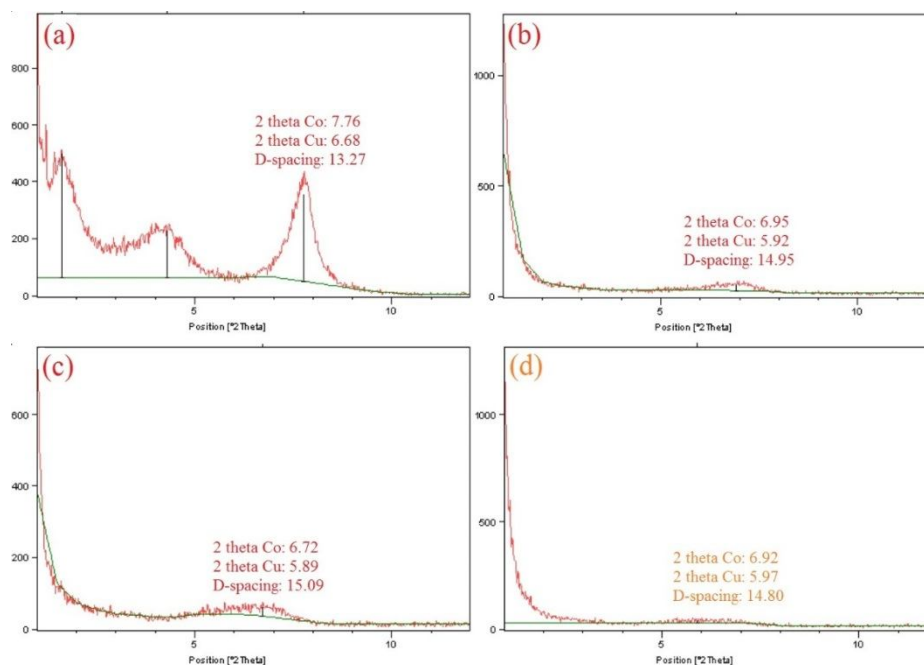 (a)
800
600
400
200
0
2 theta Co: 7.76
2 theta Cu: 6.68
D-spacing: 13.27
5
10
Position [°2Theta]
(b)
1000
500
0
2 theta Co: 6.95
2 theta Cu: 5.92
D-spacing: 14.95
5
10
Position [°2Theta]
(c)
600
400
200
0
2 theta Co: 6.72
2 theta Cu: 5.89
D-spacing: 15.09
5
10
Position [°2Theta]
(d)
1000
500
0
2 theta Co: 6.92
2 theta Cu: 5.97
D-spacing: 14.80
5
10
Position [°2Theta]